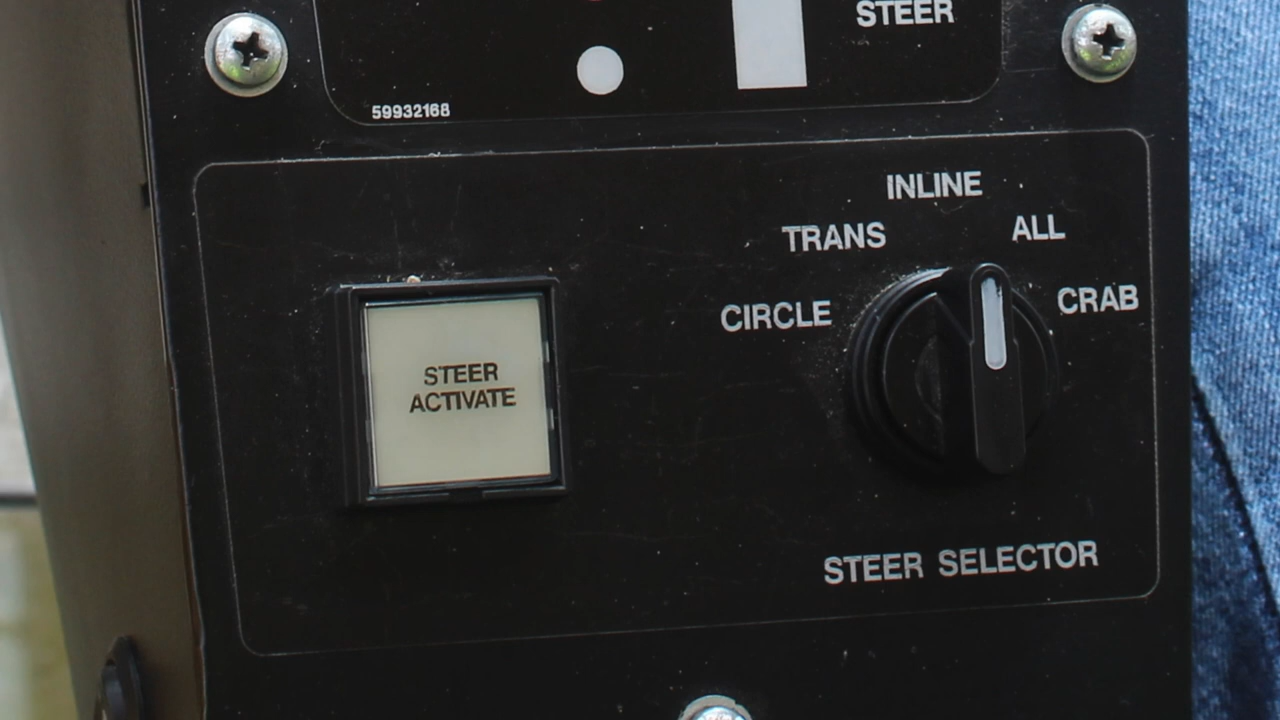 STEER
59932168
INLINE
TRANS
ALL
CIRCLE
CRAB
STEER
ACTIVATE
STEER SELECTOR